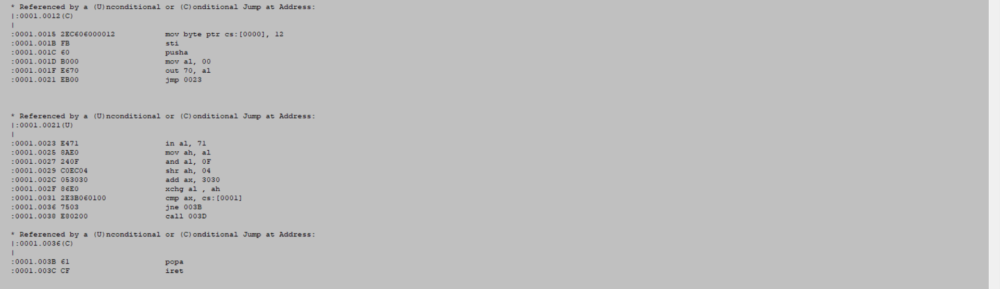 * Referenced by a (U)nconditional or (C)onditional Jump at Address:
|:0001.0012(C)
|
:0001.0015 2EC606000012 mov byte ptr cs:[0000], 12
:0001.001B FB sti
:0001.001C 60 pusha
:0001.001D B000 mov al, 00
:0001.001F E670 out 70, al
:0001.0021 EB00 jmp 0023
* Referenced by a (U)nconditional or (C)onditional Jump at Address:
|:0001.0021(U)
|
:0001.0023 E471 in al, 71
:0001.0025 8AE0 mov ah, al
:0001.0027 240F and al, 0F
:0001.0029 C0EC04 shr ah, 04
:0001.002C 053030 add ax, 3030
:0001.002F 86E0 xchg al , ah
:0001.0031 2E3B060100 cmp ax, cs:[0001]
:0001.0036 7503 jne 003B
:0001.0038 E80200 call 003D
* Referenced by a (U)nconditional or (C)onditional Jump at Address:
|:0001.0036(C)
|
:0001.003B 61 popa
:0001.003C CF iret